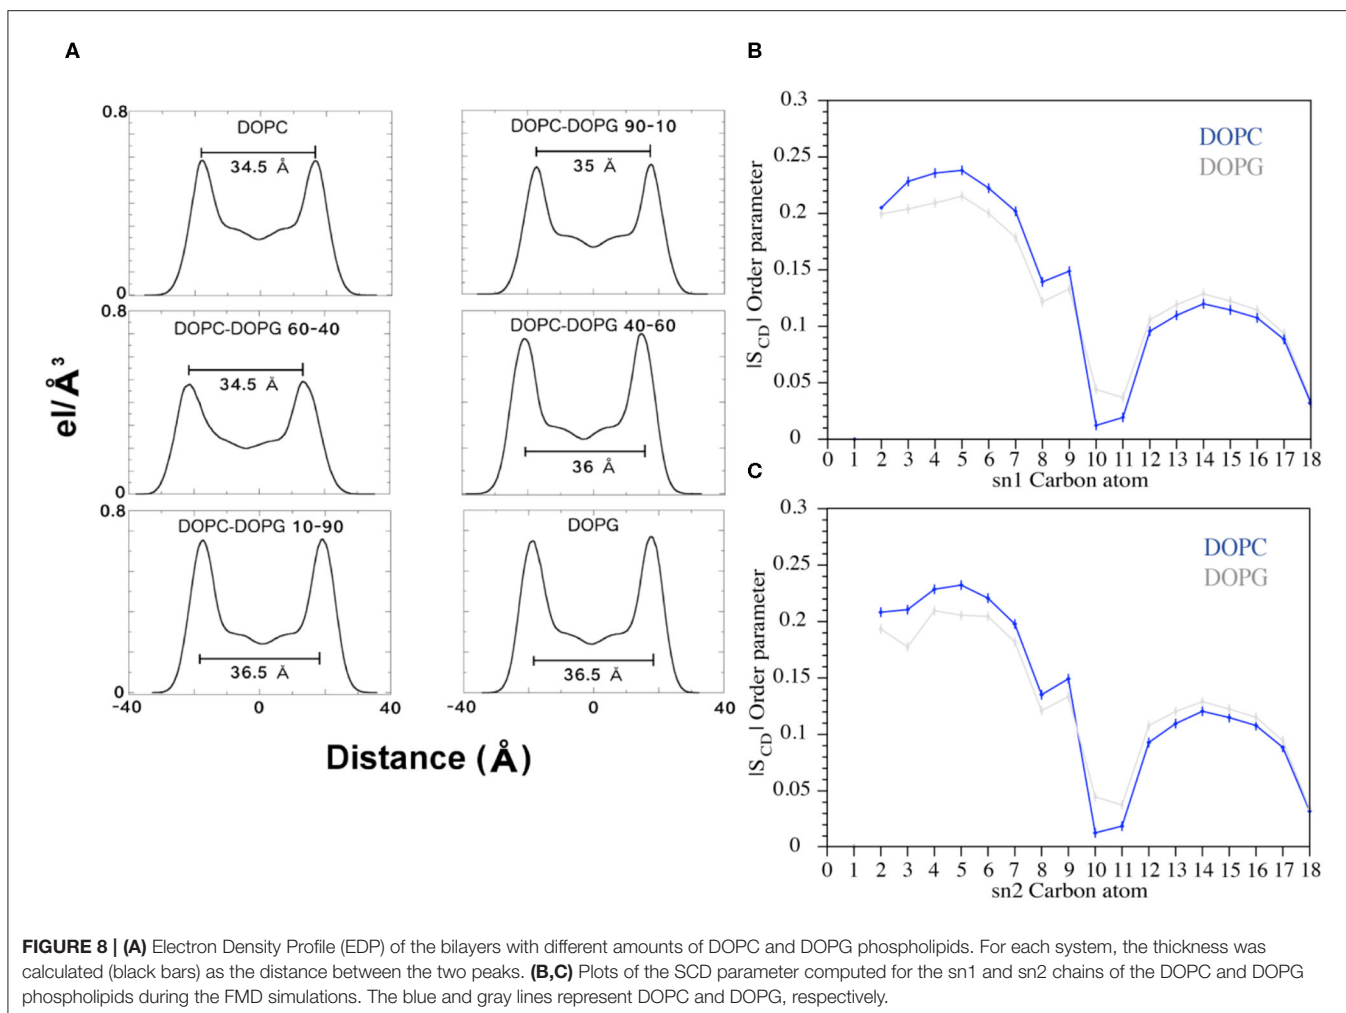 A
0.8
DOPC
34.5 Å
0
DOPC-DOPG 90-10
35 Å
0.8
DOPC-DOPG 60-40
34.5 Å
0
DOPC-DOPG 40-60
36 Å
0.8
DOPC-DOPG 10-90
36.5 Å
0
-40 0 40
DOPG
36.5 Å
-40 0 40
el/Å³
Distance (Å)
B
0.3
0.25
0.2
0.15
0.1
0.05
0
|S_CD| Order parameter
DOPC
DOPG
0 1 2 3 4 5 6 7 8 9 10 11 12 13 14 15 16 17 18
sn1 Carbon atom
C
0.3
0.25
0.2
0.15
0.1
0.05
0
|S_CD| Order parameter
DOPC
DOPG
0 1 2 3 4 5 6 7 8 9 10 11 12 13 14 15 16 17 18
sn2 Carbon atom
FIGURE 8 | (A) Electron Density Profile (EDP) of the bilayers with different amounts of DOPC and DOPG phospholipids. For each system, the thickness was
calculated (black bars) as the distance between the two peaks. (B,C) Plots of the SCD parameter computed for the sn1 and sn2 chains of the DOPC and DOPG
phospholipids during the FMD simulations. The blue and gray lines represent DOPC and DOPG, respectively.